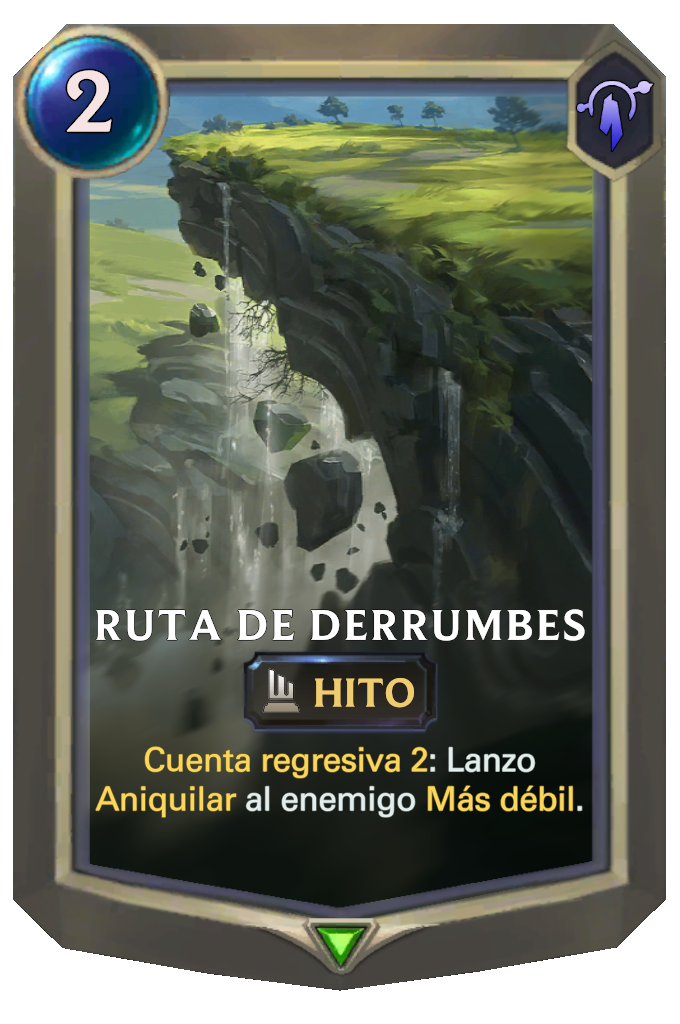 2
RUTA DE DERRUMBES
HITO
Cuenta regresiva 2: Lanzo
Aniquilar al enemigo Más débil.